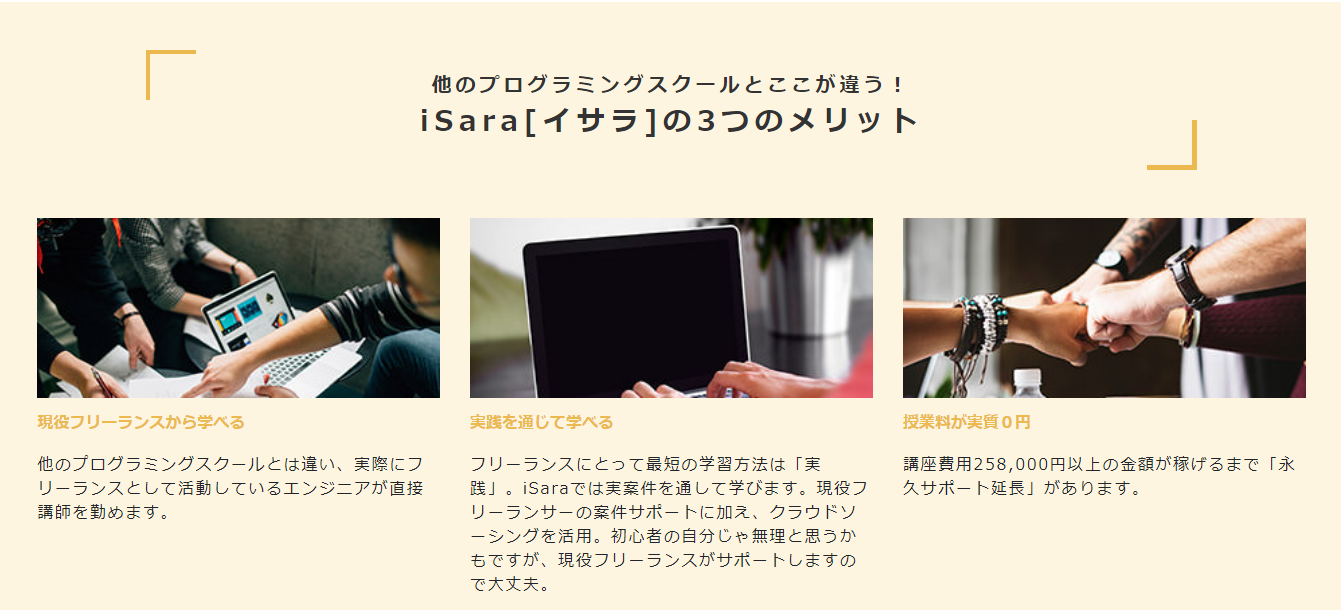 他のプログラミングスクールとここが違う！
iSara[イサラ]の3つのメリット
現役フリーランスから学べる
他のプログラミングスクールとは違い、実際にフ
リーランスとして活動しているエンジニアが直接
講師を勤めます。
実践を通じて学べる
フリーランスにとって最短の学習方法は「実
践」。iSaraでは実案件を通して学びます。現役フ
リーランサーの案件サポートに加え、クラウドソ
ーシングを活用。初心者の自分じゃ無理と思うか
もですが、現役フリーランスがサポートしますの
で大丈夫。
授業料が実質０円
講座費用258,000円以上の金額が稼げるまで「永
久サポート延長」があります。